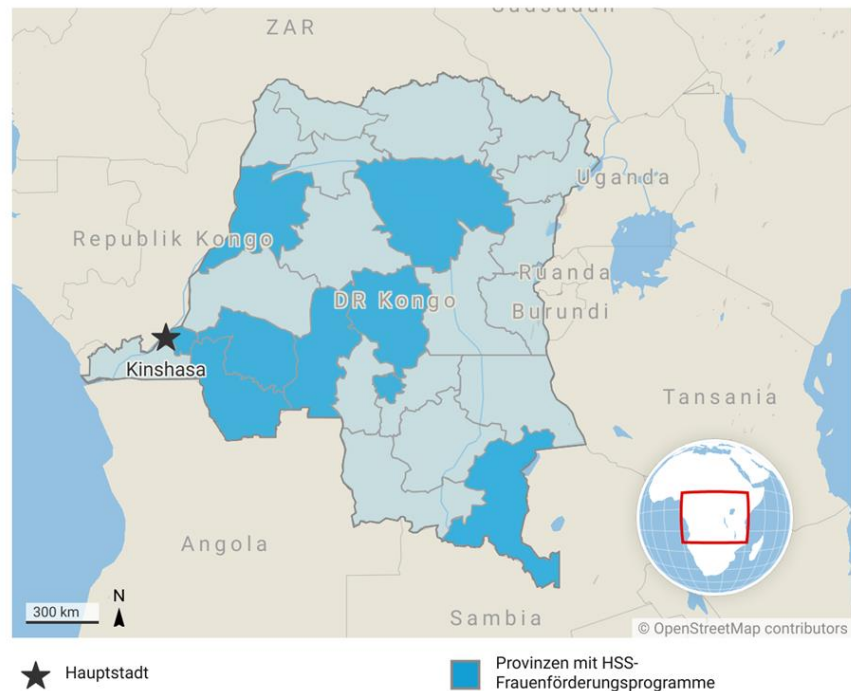 Suudsudan
ZAR
Uganda
Republik Kongo
Ruanda
DR Kongo
Burundi
Kinshasa
Tansania
Angola
300 km
N
Sambia
© OpenStreetMap contributors
Hauptstadt
Provinzen mit HSS-
Frauenförderungsprogramme